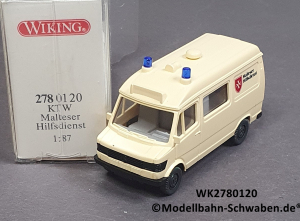 WIKING
278 0120
KTW
Malteser
Hilfsdienst
1:87
WK2780120
©Modellbahn-Schwaben.de®